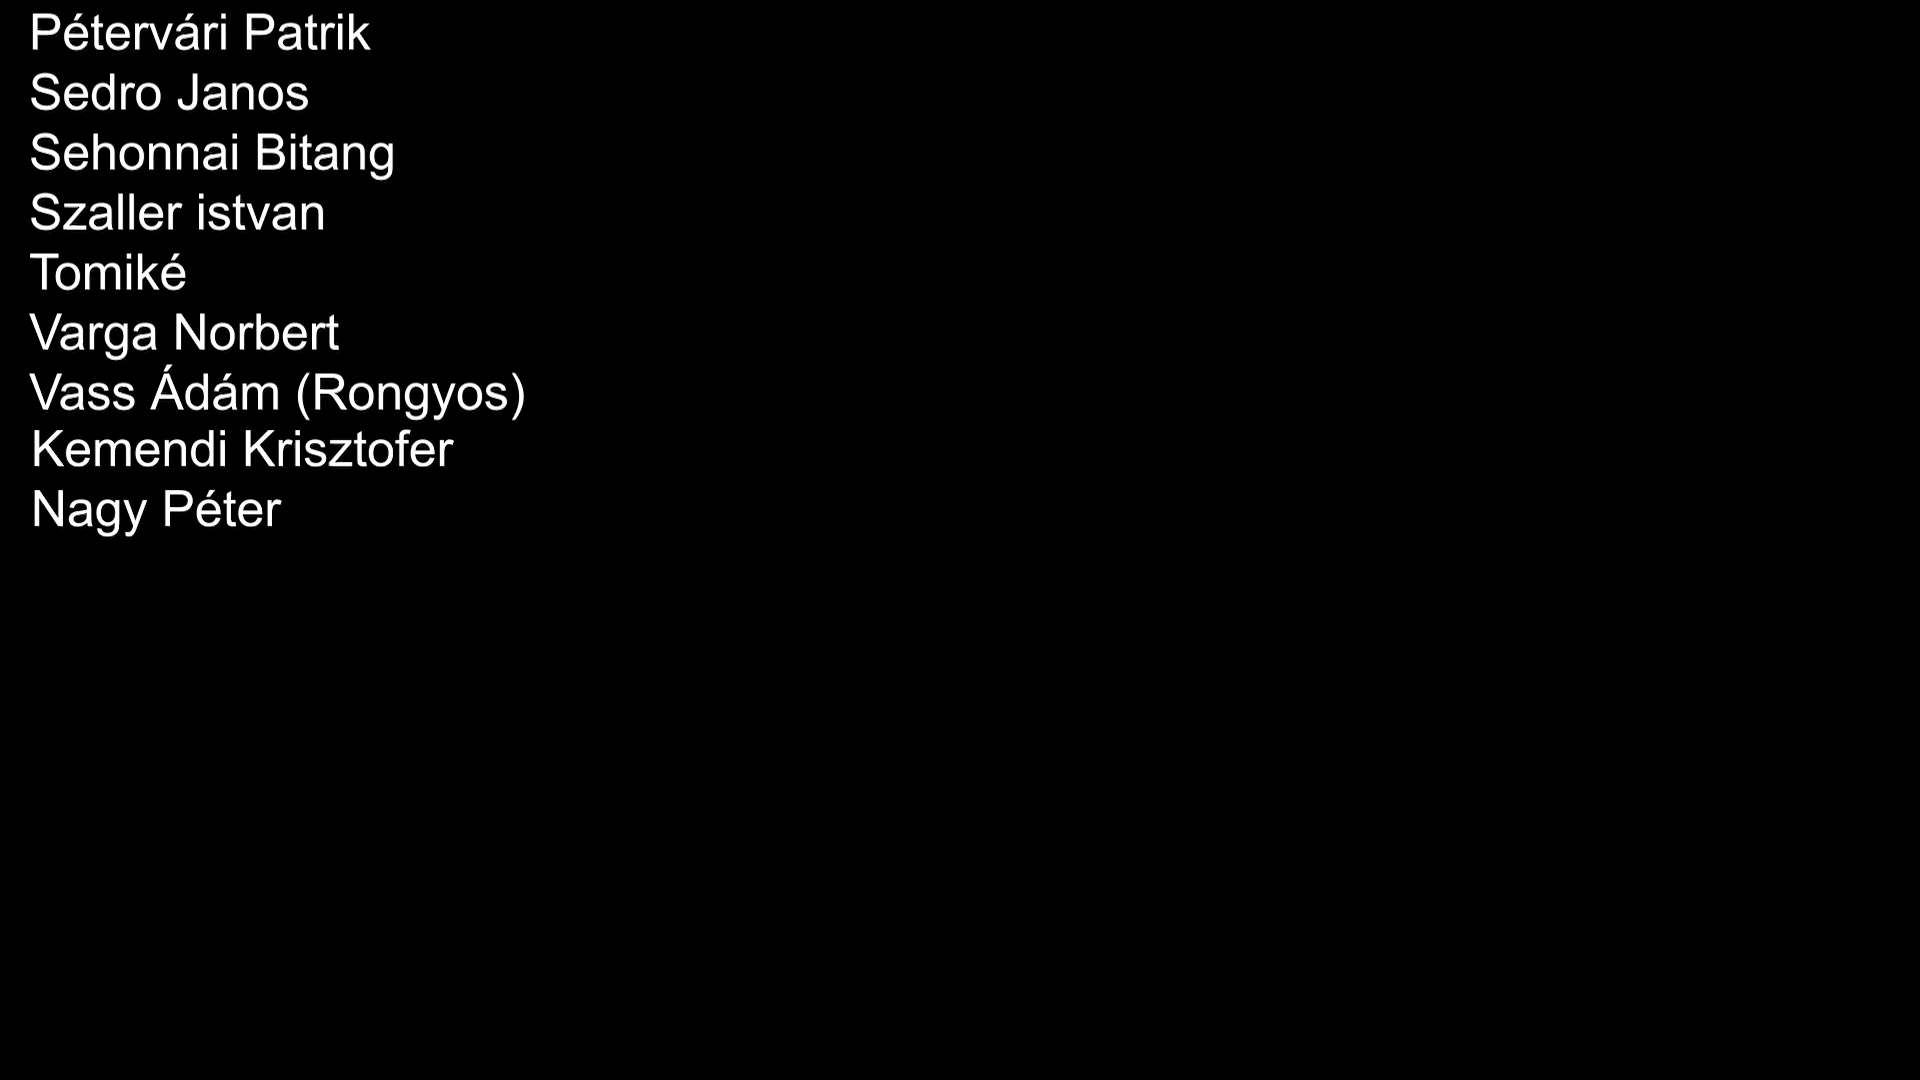 Pétervári Patrik
Sedro Janos
Sehonnai Bitang
Szaller istvan
Tomiké
Varga Norbert
Vass Ádám (Rongyos)
Kemendi Krisztofer
Nagy Péter